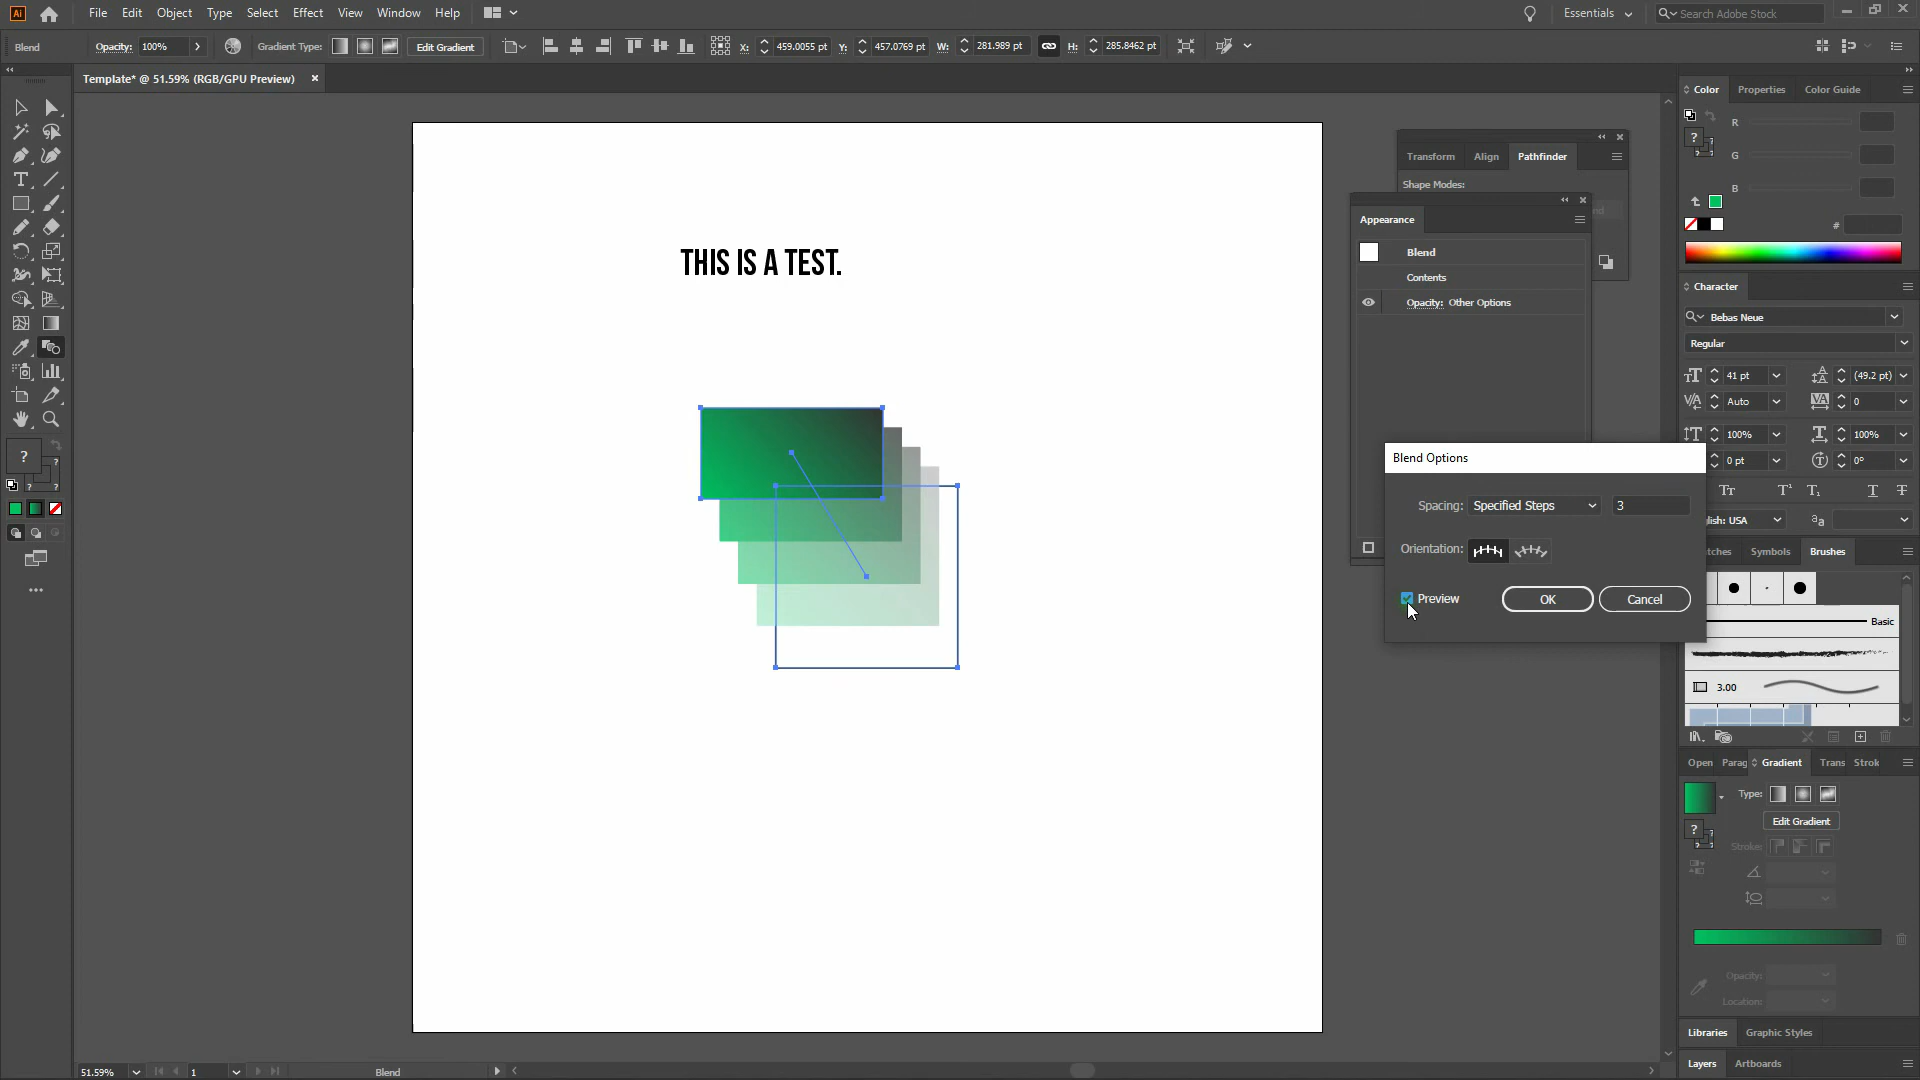 Ai File Edit Object Type Select Effect View Window Help Essentials Search Adobe Stock
Blend Opacity: 100% Gradient Type: Edit Gradient X: 459.0055 pt Y: 457.0769 pt W: 281.989 pt H: 285.8462 pt
Template* @ 51.59% (RGB/GPU Preview)
Color Properties Color Guide
R
G
B
#
Transform Align Pathfinder
Shape Modes:
Appearance
Blend
Contents
Opacity: Other Options
THIS IS A TEST.
Character
Bebas Neue
Regular
41 pt (49.2 pt)
Auto 0
100% 100%
0 pt 0°
English: USA
Blend Options
Spacing: Specified Steps 3
Orientation:
Preview OK Cancel
Symbols Brushes
Basic
3.00
Open Parag Gradient Trans Strok
Type:
Edit Gradient
Stroke:
Opacity:
Location:
Libraries Graphic Styles
Layers Artboards
51.59% 1 Blend